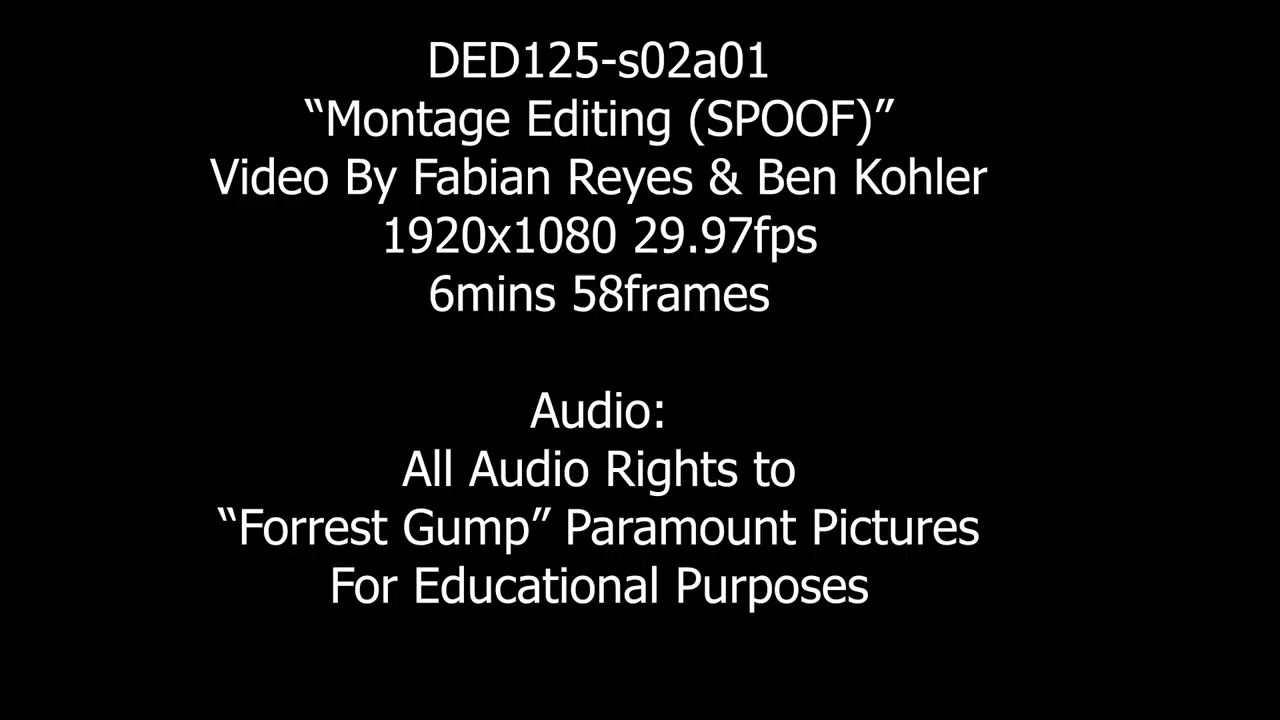 DED125-s02a01
“Montage Editing (SPOOF)”
Video By Fabian Reyes & Ben Kohler
1920x1080 29.97fps
6mins 58frames
Audio:
All Audio Rights to
“Forrest Gump” Paramount Pictures
For Educational Purposes